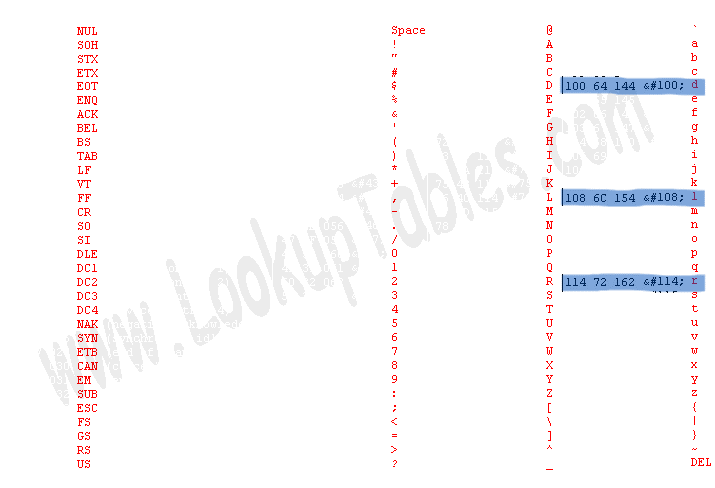 NUL Space @ `
SOH ! A a
STX " B b
ETX # C c
EOT $ D 100 64 144 &#100; d
ENQ % E e
ACK & F f
BEL ' G g
BS ( H h
TAB ) I i
LF * J j
VT + K k
FF , L 108 6C 154 &#108; l
CR - M m
SO . N n
SI / O o
DLE 0 P p
DC1 1 Q q
DC2 2 R 114 72 162 &#114; r
DC3 3 S s
DC4 4 T t
NAK 5 U u
SYN 6 V v
ETB 7 W w
CAN 8 X x
EM 9 Y y
SUB : Z z
ESC ; [ {
FS < \ |
GS = ] }
RS > ^ ~
US ? _ DEL
www.LookupTables.com